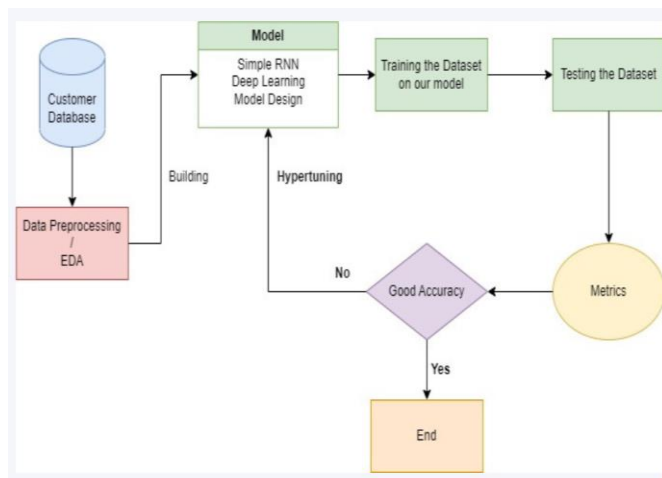 Customer
Database
Data Preprocessing
/
EDA
Building
Model
Simple RNN
Deep Learning
Model Design
Hypertuning
Training the Dataset
on our model
Testing the Dataset
Metrics
Good Accuracy
No
Yes
End